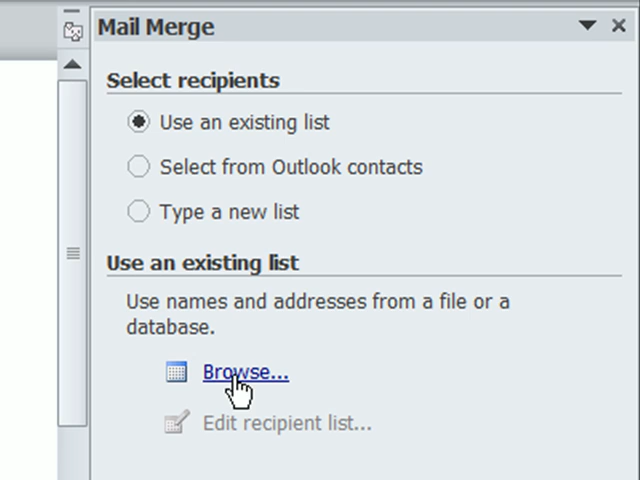 Mail Merge
Select recipients
Use an existing list
Select from Outlook contacts
Type a new list
Use an existing list
Use names and addresses from a file or a
database.
Browse...
Edit recipient list...